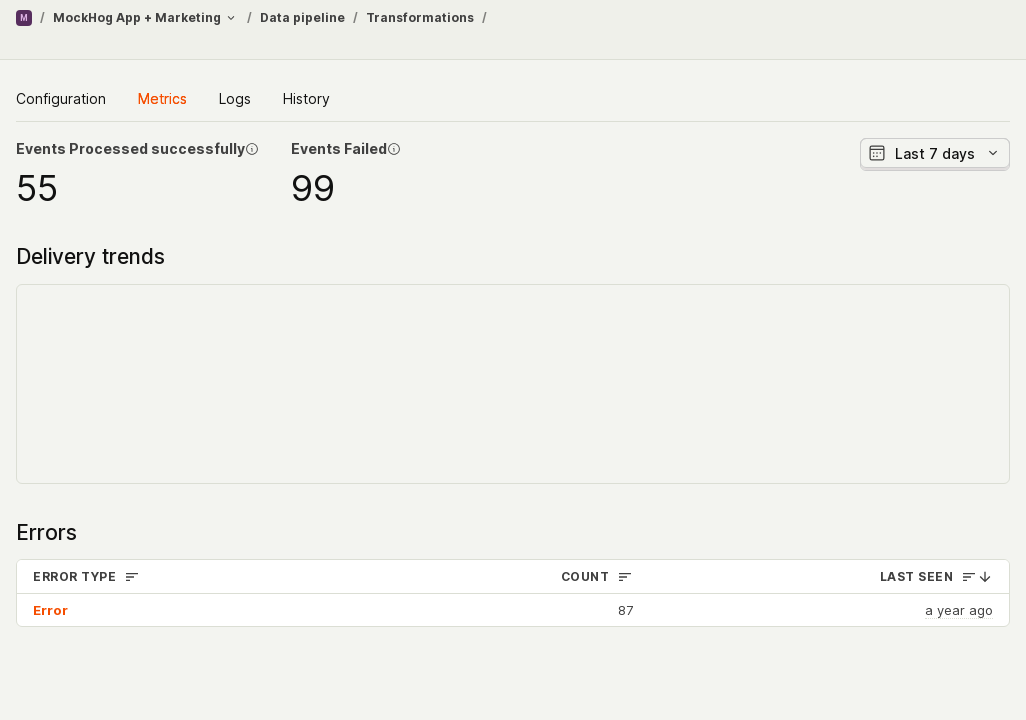 M / MockHog App + Marketing / Data pipeline / Transformations /
Configuration Metrics Logs History
Events Processed successfully Events Failed
55 99
Last 7 days
Delivery trends
Errors
ERROR TYPE COUNT LAST SEEN
Error 87 a year ago